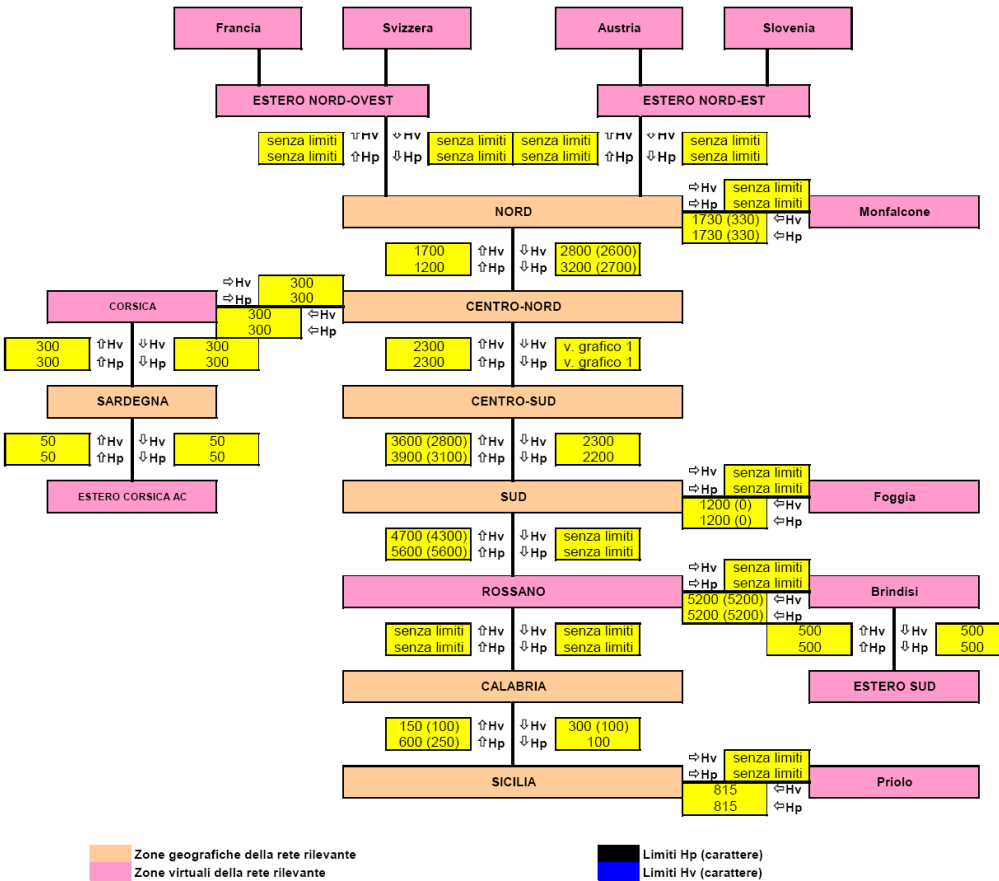 Francia Svizzera Austria Slovenia
ESTERO NORD-OVEST ESTERO NORD-EST
senza limiti ⇧Hv ⇩Hv senza limiti senza limiti ⇧Hv ⇩Hv senza limiti
senza limiti ⇧Hp ⇩Hp senza limiti senza limiti ⇧Hp ⇩Hp senza limiti
⇨Hv senza limiti
⇨Hp senza limiti
NORD Monfalcone
1730 (330) ⇦Hv
1730 (330) ⇦Hp
1700 ⇧Hv ⇩Hv 2800 (2600)
1200 ⇧Hp ⇩Hp 3200 (2700)
⇨Hv 300
⇨Hp 300
CORSICA CENTRO-NORD
300 ⇦Hv
300 ⇦Hp
300 ⇧Hv ⇩Hv 300 2300 ⇧Hv ⇩Hv v. grafico 1
300 ⇧Hp ⇩Hp 300 2300 ⇧Hp ⇩Hp v. grafico 1
SARDEGNA CENTRO-SUD
50 ⇧Hv ⇩Hv 50 3600 (2800) ⇧Hv ⇩Hv 2300
50 ⇧Hp ⇩Hp 50 3900 (3100) ⇧Hp ⇩Hp 2200
⇨Hv senza limiti
⇨Hp senza limiti
ESTERO CORSICA AC SUD Foggia
1200 (0) ⇦Hv
1200 (0) ⇦Hp
4700 (4300) ⇧Hv ⇩Hv senza limiti
5600 (5600) ⇧Hp ⇩Hp senza limiti
⇨Hv senza limiti
⇨Hp senza limiti
ROSSANO Brindisi
5200 (5200) ⇦Hv
5200 (5200) ⇦Hp
senza limiti ⇧Hv ⇩Hv senza limiti 500 ⇧Hv ⇩Hv 500
senza limiti ⇧Hp ⇩Hp senza limiti 500 ⇧Hp ⇩Hp 500
CALABRIA ESTERO SUD
150 (100) ⇧Hv ⇩Hv 300 (100)
600 (250) ⇧Hp ⇩Hp 100
⇨Hv senza limiti
⇨Hp senza limiti
SICILIA Priolo
815 ⇦Hv
815 ⇦Hp
Zone geografiche della rete rilevante Limiti Hp (carattere)
Zone virtuali della rete rilevante Limiti Hv (carattere)